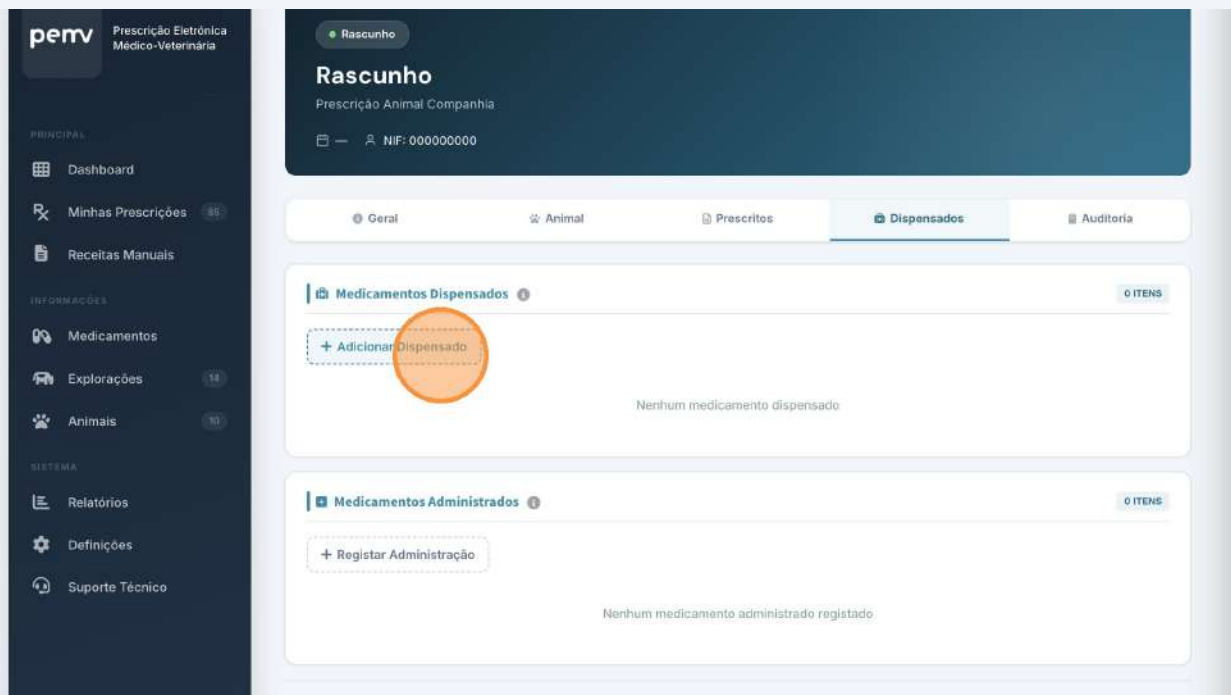 pemv
Prescrição Eletrónica
Médico-Veterinária
PRINCIPAL
Dashboard
Minhas Prescrições 85
Receitas Manuais
INFORMAÇÕES
Medicamentos
Explorações 14
Animais 10
SISTEMA
Relatórios
Definições
Suporte Técnico
Rascunho
Rascunho
Prescrição Animal Companhia
— NIF: 000000000
Geral
Animal
Prescritos
Dispensados
Auditoria
Medicamentos Dispensados
0 ITENS
+ Adicionar Dispensado
Nenhum medicamento dispensado
Medicamentos Administrados
0 ITENS
+ Registar Administração
Nenhum medicamento administrado registado